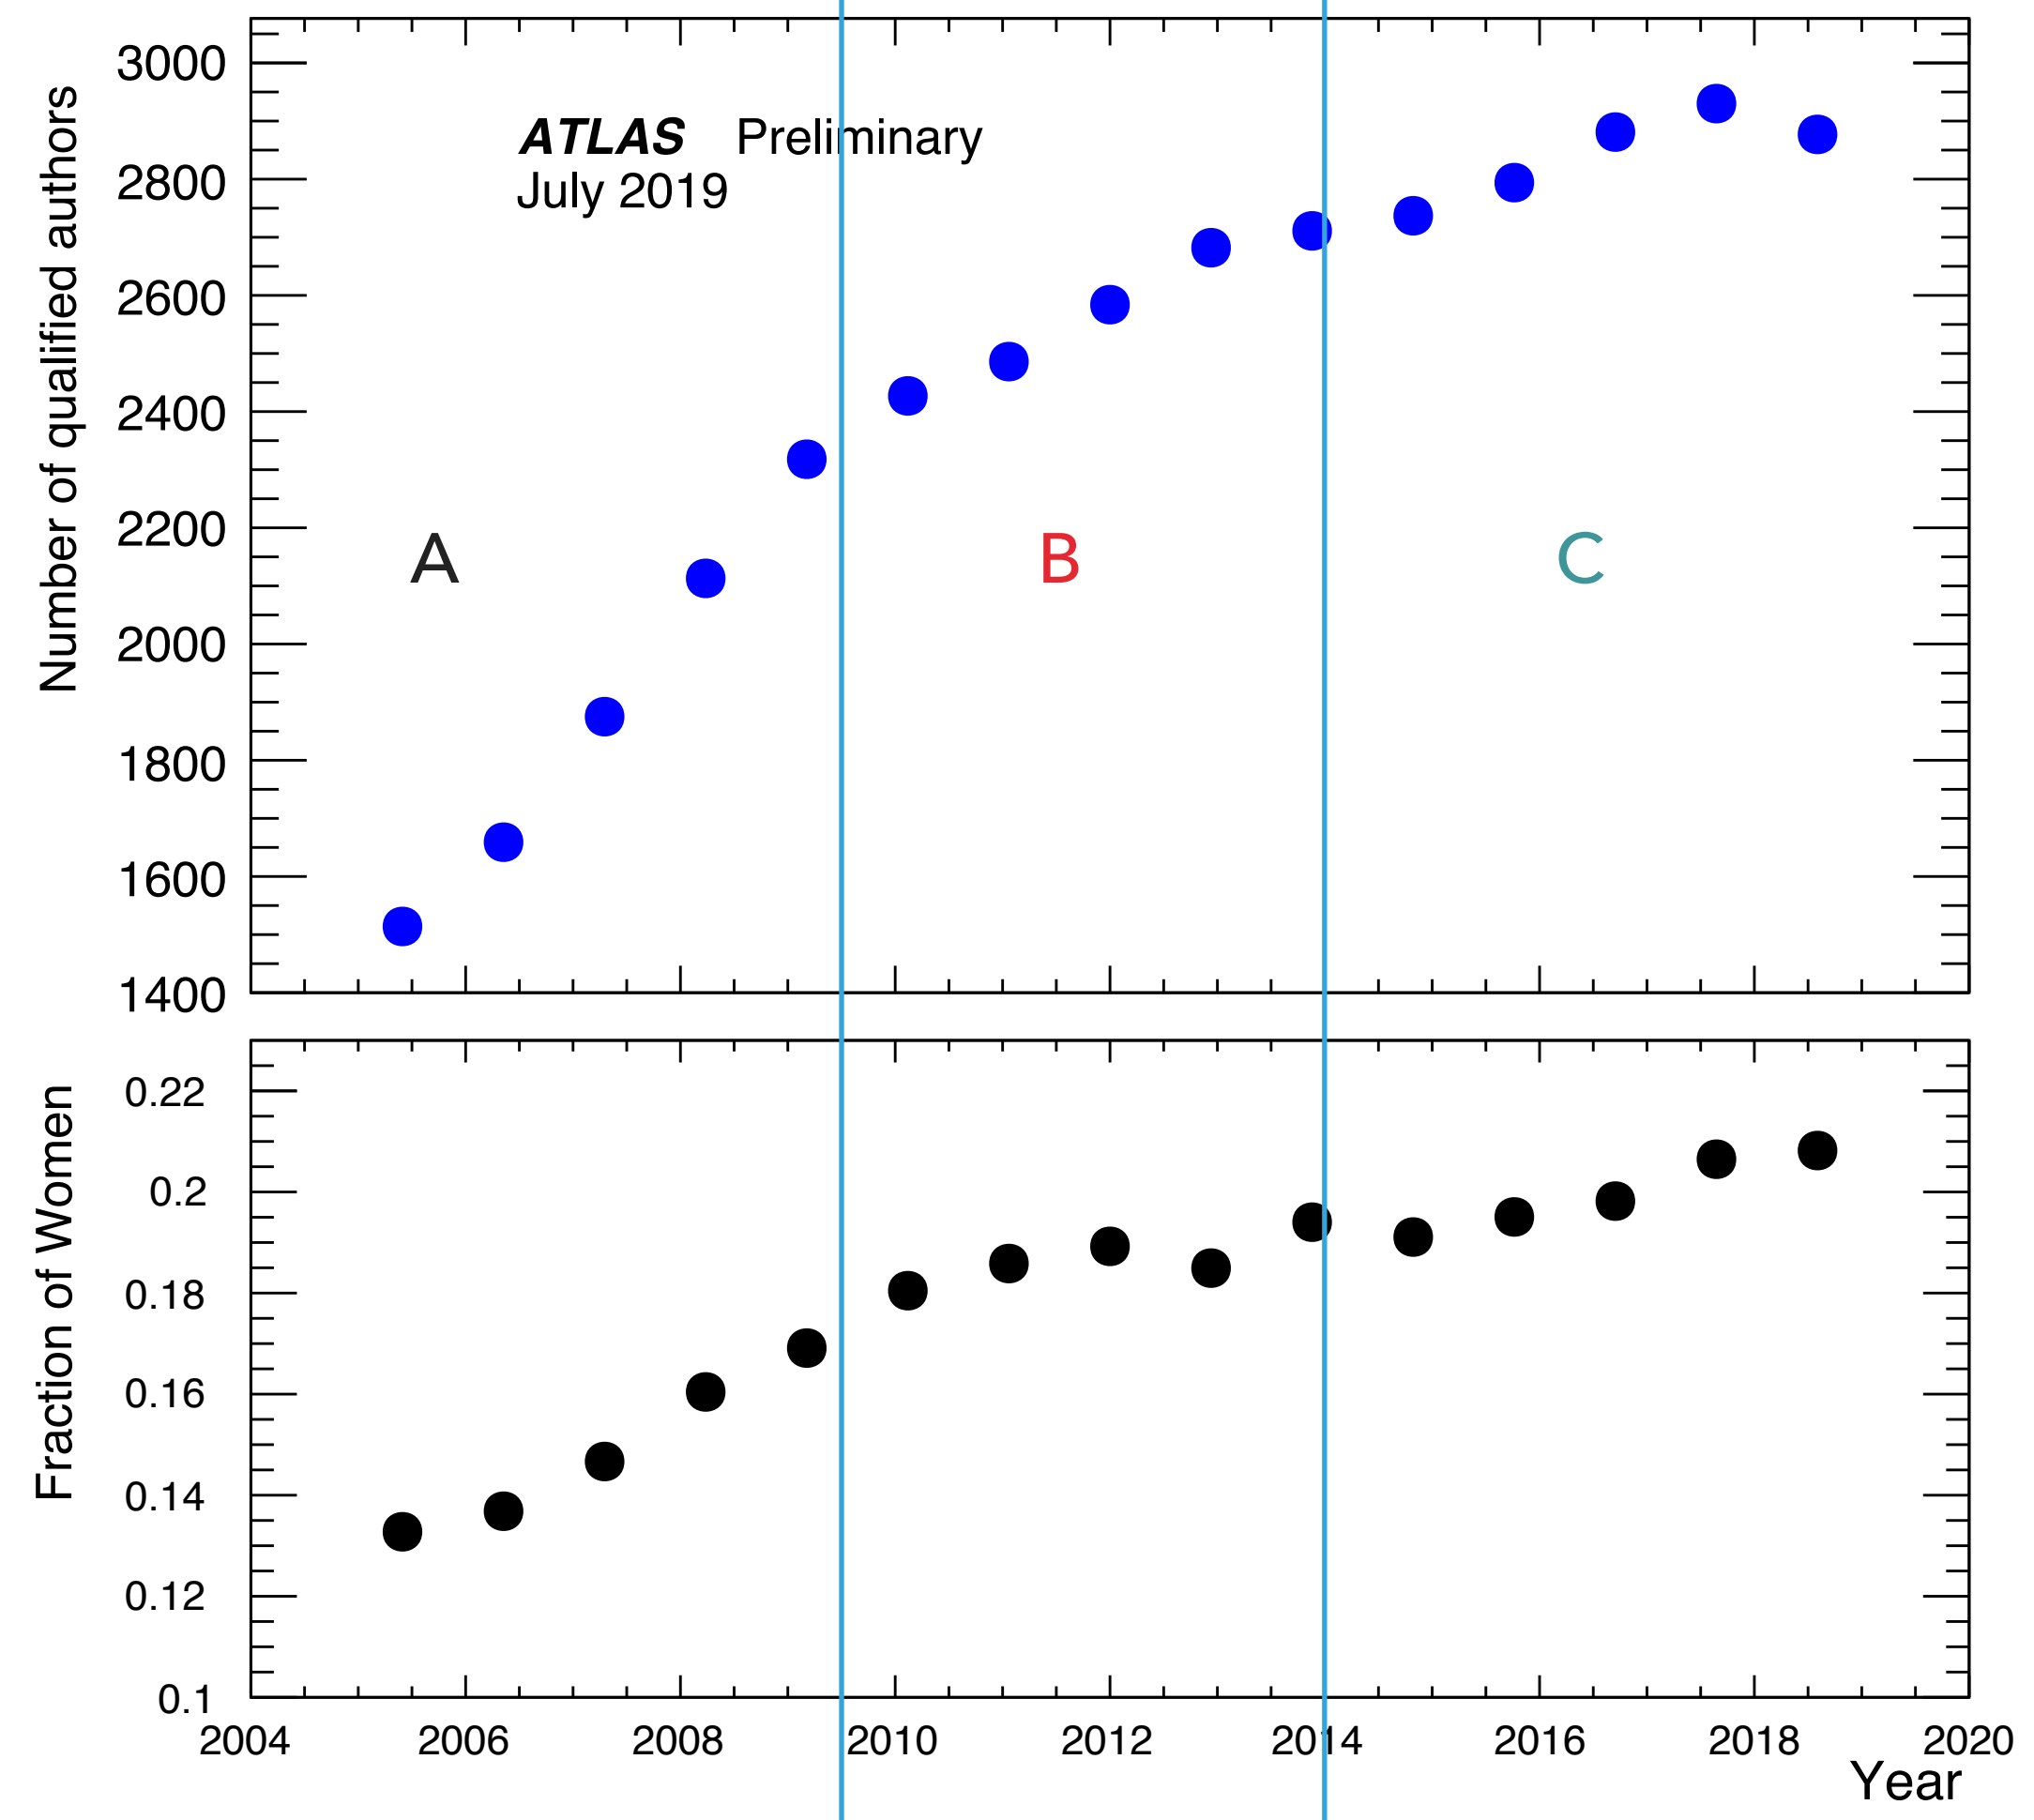 Number of qualified authors
3000
2800
2600
2400
2200
2000
1800
1600
1400
ATLAS Preliminary
July 2019
A
B
C
Fraction of Women
0.22
0.2
0.18
0.16
0.14
0.12
0.1
2004 2006 2008 2010 2012 2014 2016 2018 2020
Year